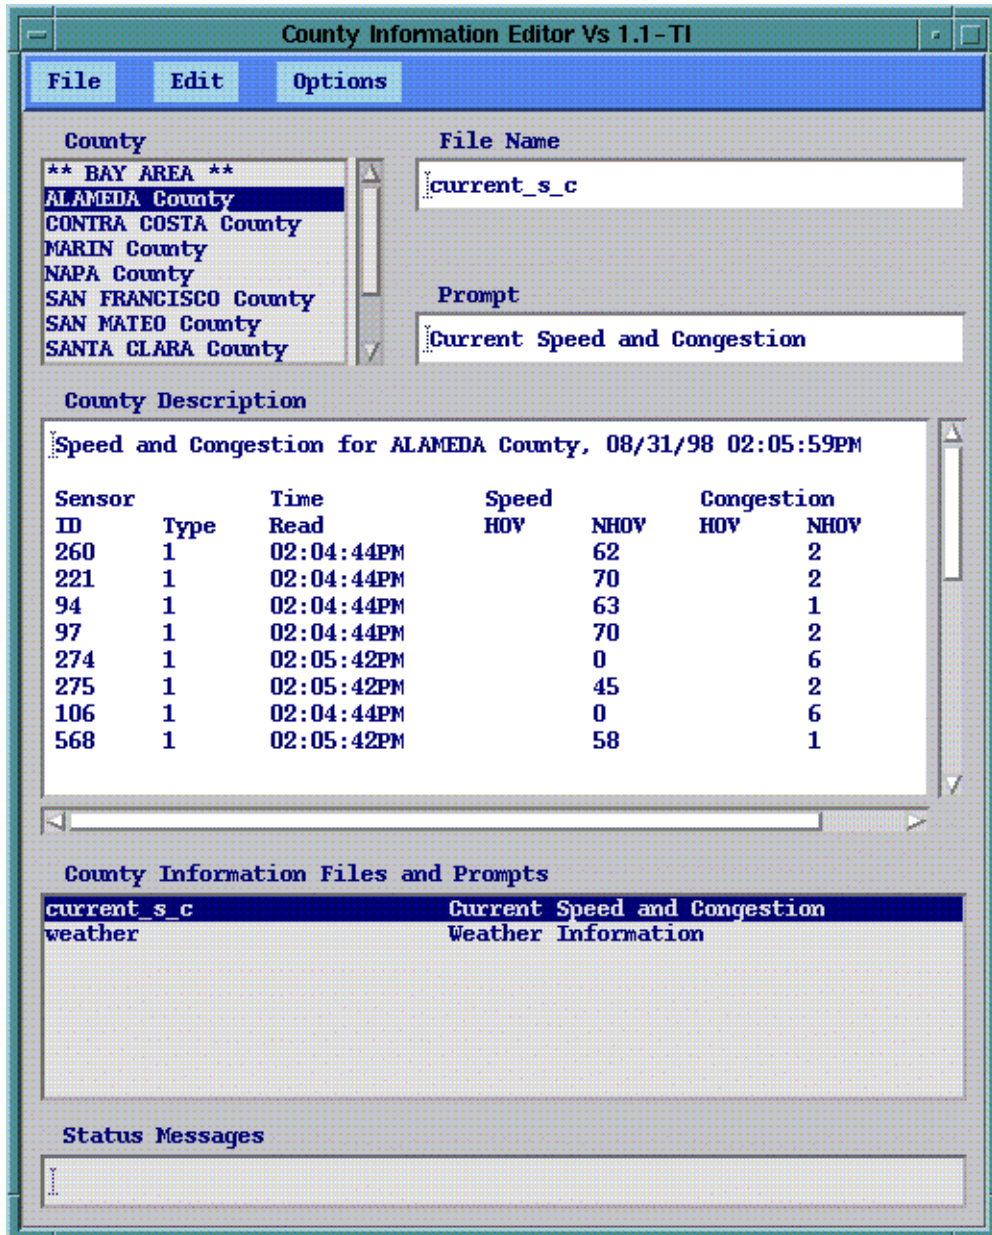 County Information Editor Vs 1.1-TI
File Edit Options
County
** BAY AREA **
ALAMEDA County
CONTRA COSTA County
MARIN County
NAPA County
SAN FRANCISCO County
SAN MATEO County
SANTA CLARA County
File Name
current_s_c
Prompt
Current Speed and Congestion
County Description
Speed and Congestion for ALAMEDA County, 08/31/98 02:05:59PM
Sensor Time Speed Congestion
ID Type Read HOV NHOV HOV NHOV
260 1 02:04:44PM 62 2
221 1 02:04:44PM 70 2
94 1 02:04:44PM 63 1
97 1 02:04:44PM 70 2
274 1 02:05:42PM 0 6
275 1 02:05:42PM 45 2
106 1 02:04:44PM 0 6
568 1 02:05:42PM 58 1
County Information Files and Prompts
current_s_c Current Speed and Congestion
weather Weather Information
Status Messages